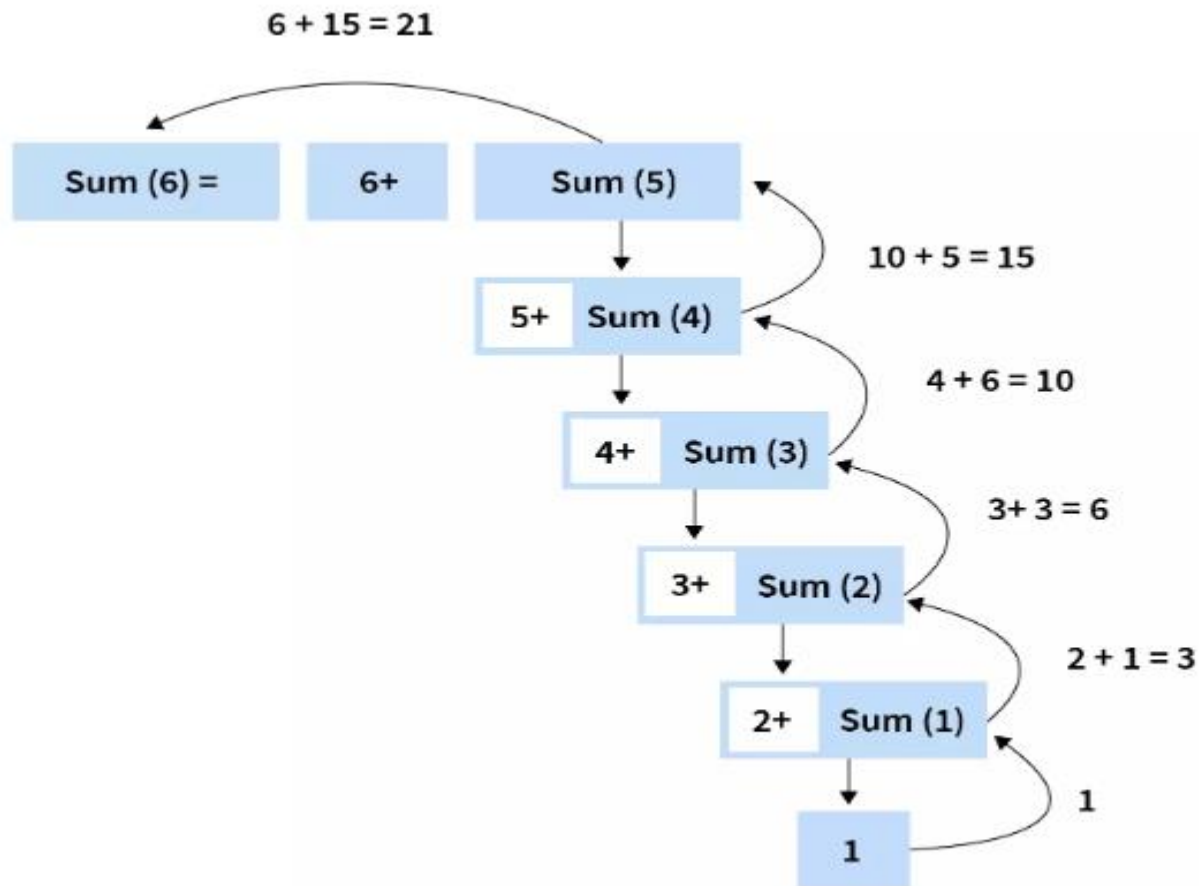 6 + 15 = 21
Sum (6) = 6+ Sum (5)
10 + 5 = 15
5+ Sum (4)
4 + 6 = 10
4+ Sum (3)
3+ 3 = 6
3+ Sum (2)
2 + 1 = 3
2+ Sum (1)
1
1